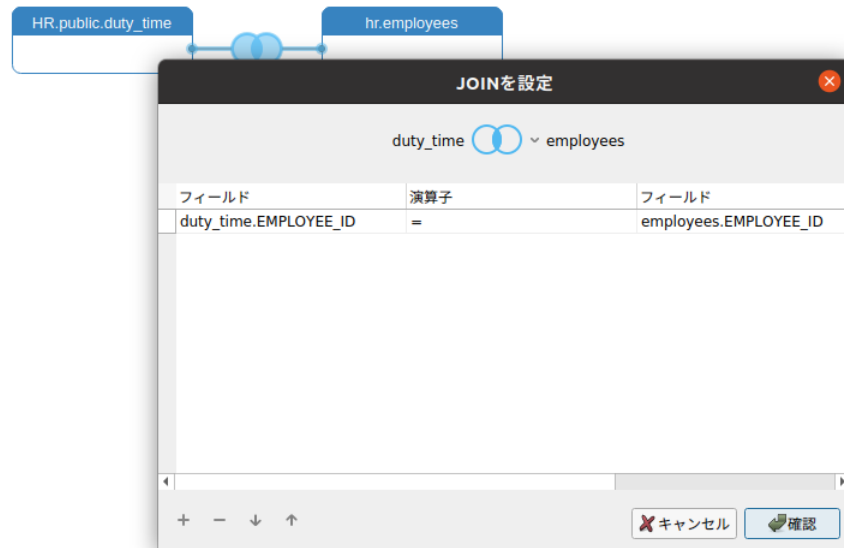 HR.public.duty_time
hr.employees
JOINを設定
duty_time employees
フィールド 演算子 フィールド
duty_time.EMPLOYEE_ID = employees.EMPLOYEE_ID
キャンセル 確認